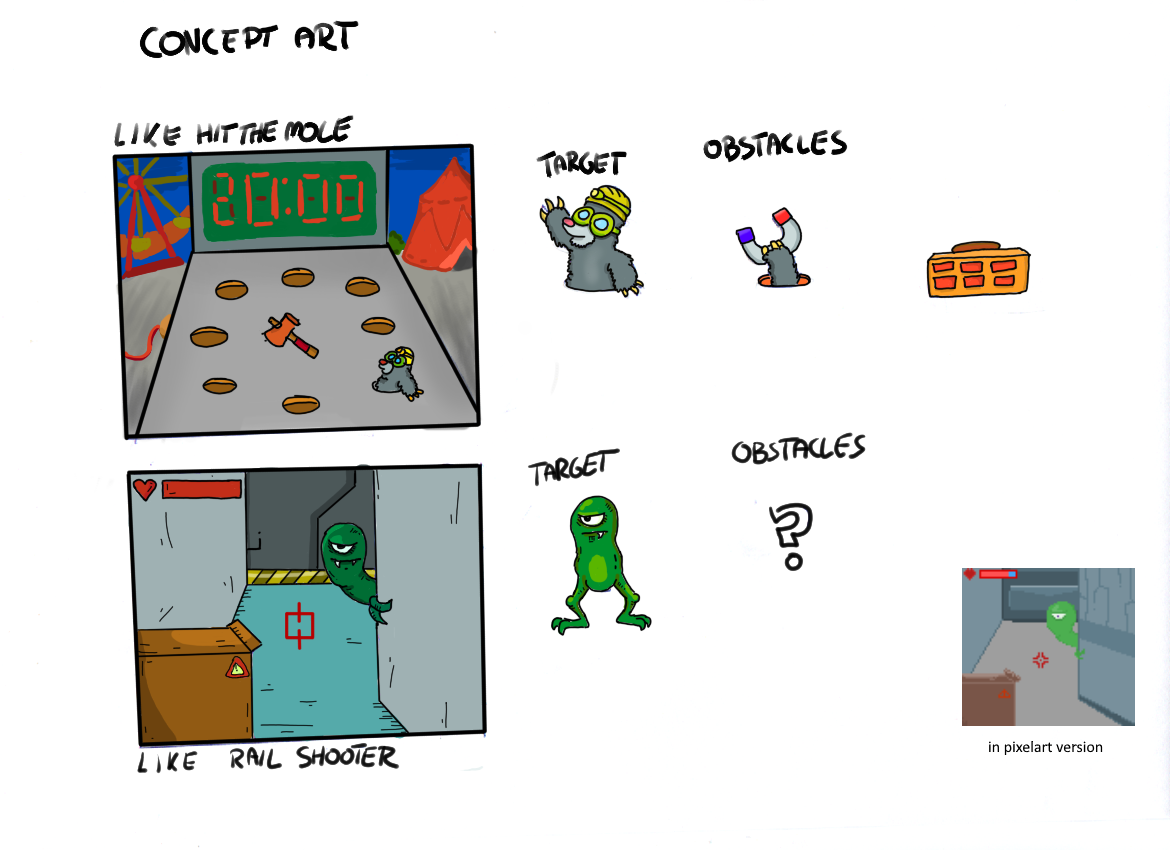 CONCEPT ART
LIKE HIT THE MOLE
TARGET
OBSTACLES
TARGET
OBSTACLES
?
LIKE RAIL SHOOTER
in pixelart version